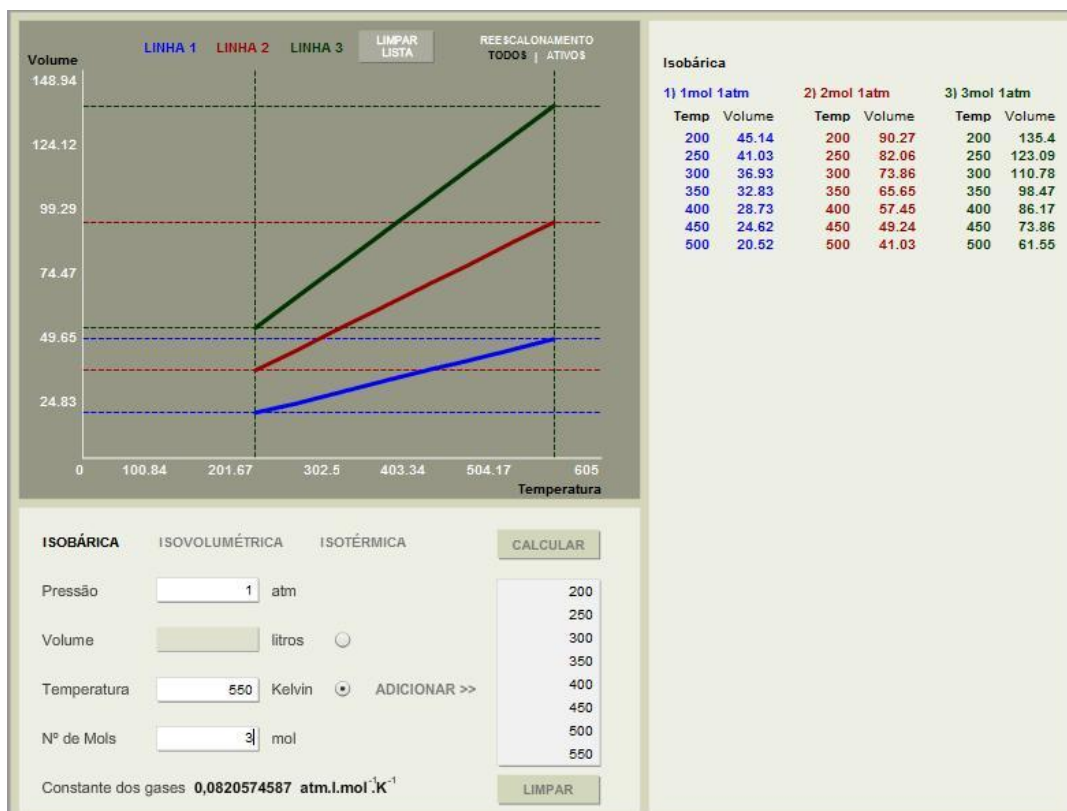 LINHA 1 LINHA 2 LINHA 3
LIMPAR
LISTA
REESCALONAMENTO
TODOS | ATIVOS
Volume
148.94
124.12
99.29
74.47
49.65
24.83
0 100.84 201.67 302.5 403.34 504.17 605
Temperatura
ISOBÁRICA ISOVOLUMÉTRICA ISOTÉRMICA CALCULAR
Pressão 1 atm
Volume litros
Temperatura 550 Kelvin ADICIONAR >>
Nº de Mols 3 mol
200
250
300
350
400
450
500
550
Constante dos gases 0,0820574587 atm.l.mol⁻¹.K⁻¹
LIMPAR
Isobárica
1) 1mol 1atm 2) 2mol 1atm 3) 3mol 1atm
Temp Volume Temp Volume Temp Volume
200 45.14 200 90.27 200 135.4
250 41.03 250 82.06 250 123.09
300 36.93 300 73.86 300 110.78
350 32.83 350 65.65 350 98.47
400 28.73 400 57.45 400 86.17
450 24.62 450 49.24 450 73.86
500 20.52 500 41.03 500 61.55